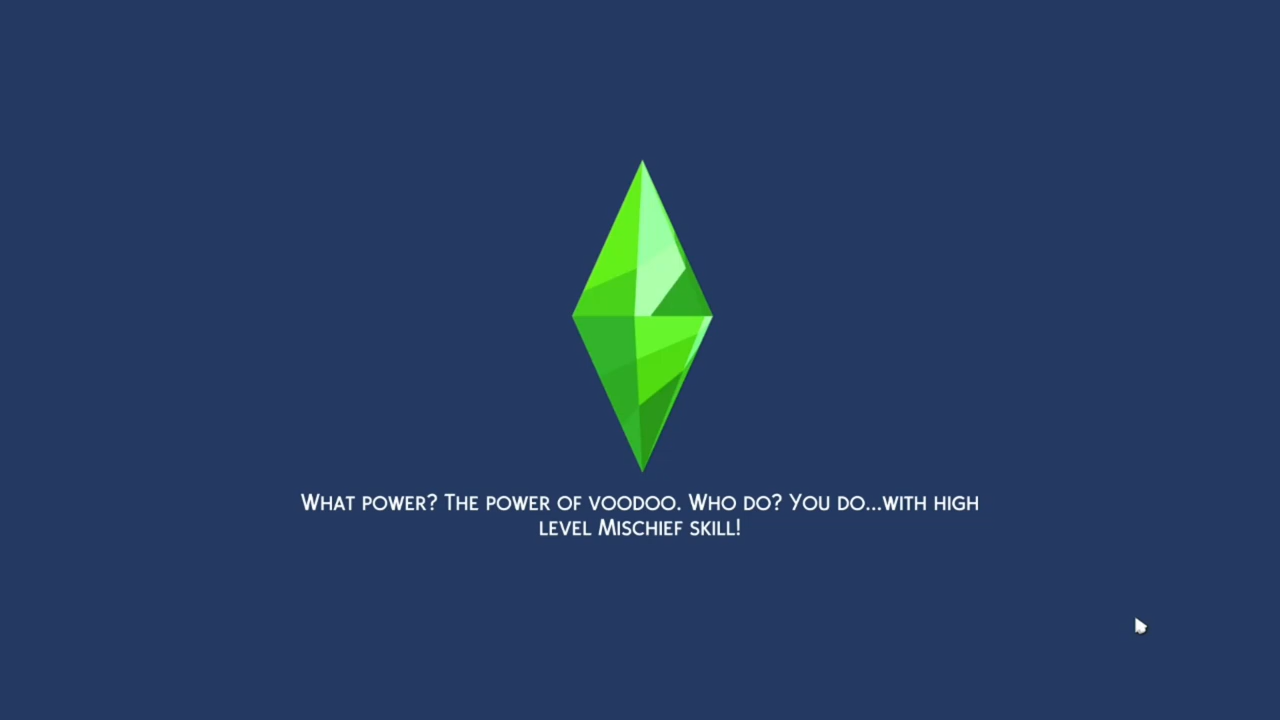 What power? The power of voodoo. Who do? You do...with high
level Mischief skill!